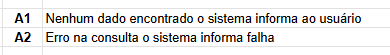 A1 Nenhum dado encontrado o sistema informa ao usuário
A2 Erro na consulta o sistema informa falha